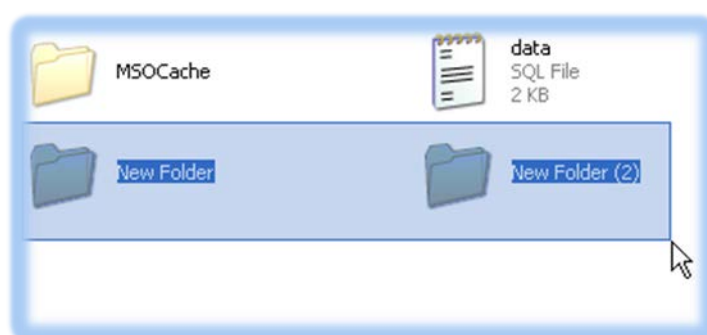 MSOCache
data
SQL File
2 KB
New Folder
New Folder (2)